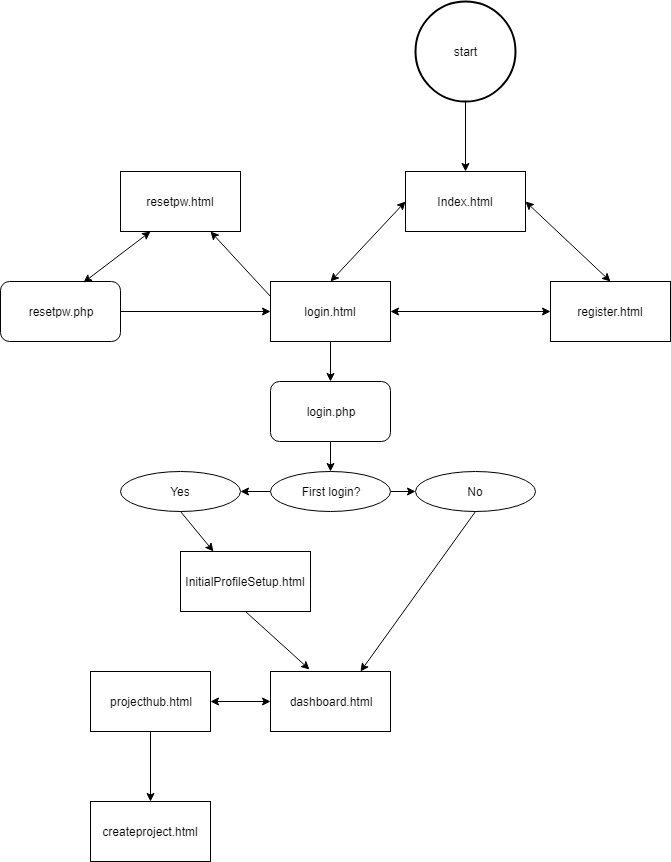 start
resetpw.html
Index.html
resetpw.php
login.html
register.html
login.php
Yes
First login?
No
InitialProfileSetup.html
projecthub.html
dashboard.html
createproject.html